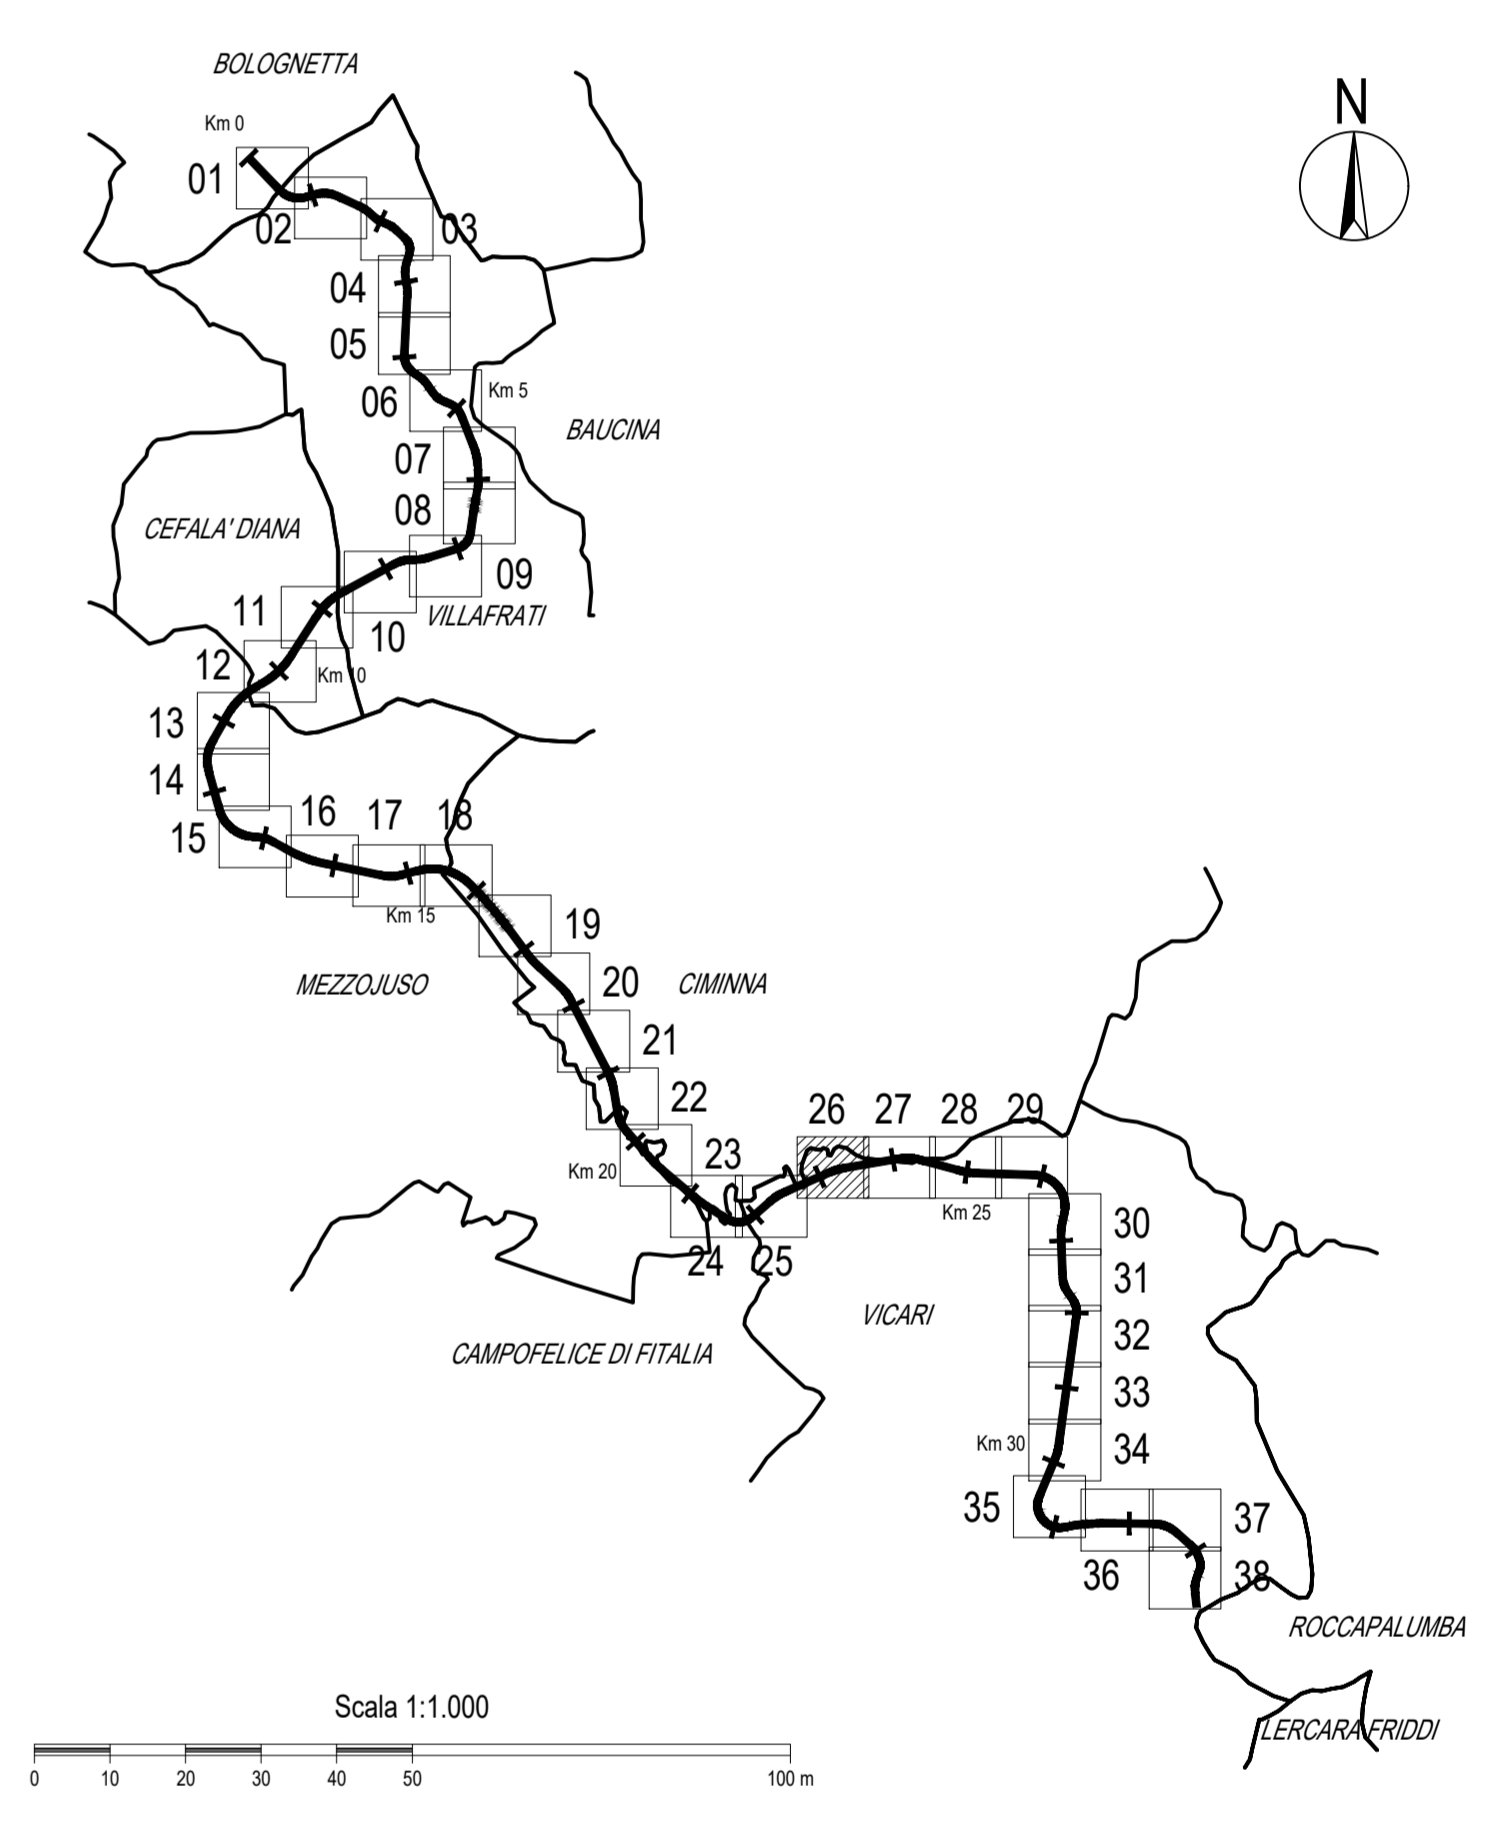 BOLOGNETTA
N
Km 0
01
02
03
04
05
06
Km 5
BAUCINA
07
08
CEFALA' DIANA
09
11
VILLAFRATI
10
12
Km 10
13
14
15
16
17
18
Km 15
19
MEZZOJUSO
CIMINNA
20
21
22
26
27
28
29
23
Km 20
Km 25
30
24
25
31
VICARI
32
CAMPOFELICE DI FITALIA
33
Km 30
34
35
37
36
38
ROCCAPALUMBA
Scala 1:1.000
LERCARA FRIDDI
0
10
20
30
40
50
100 m